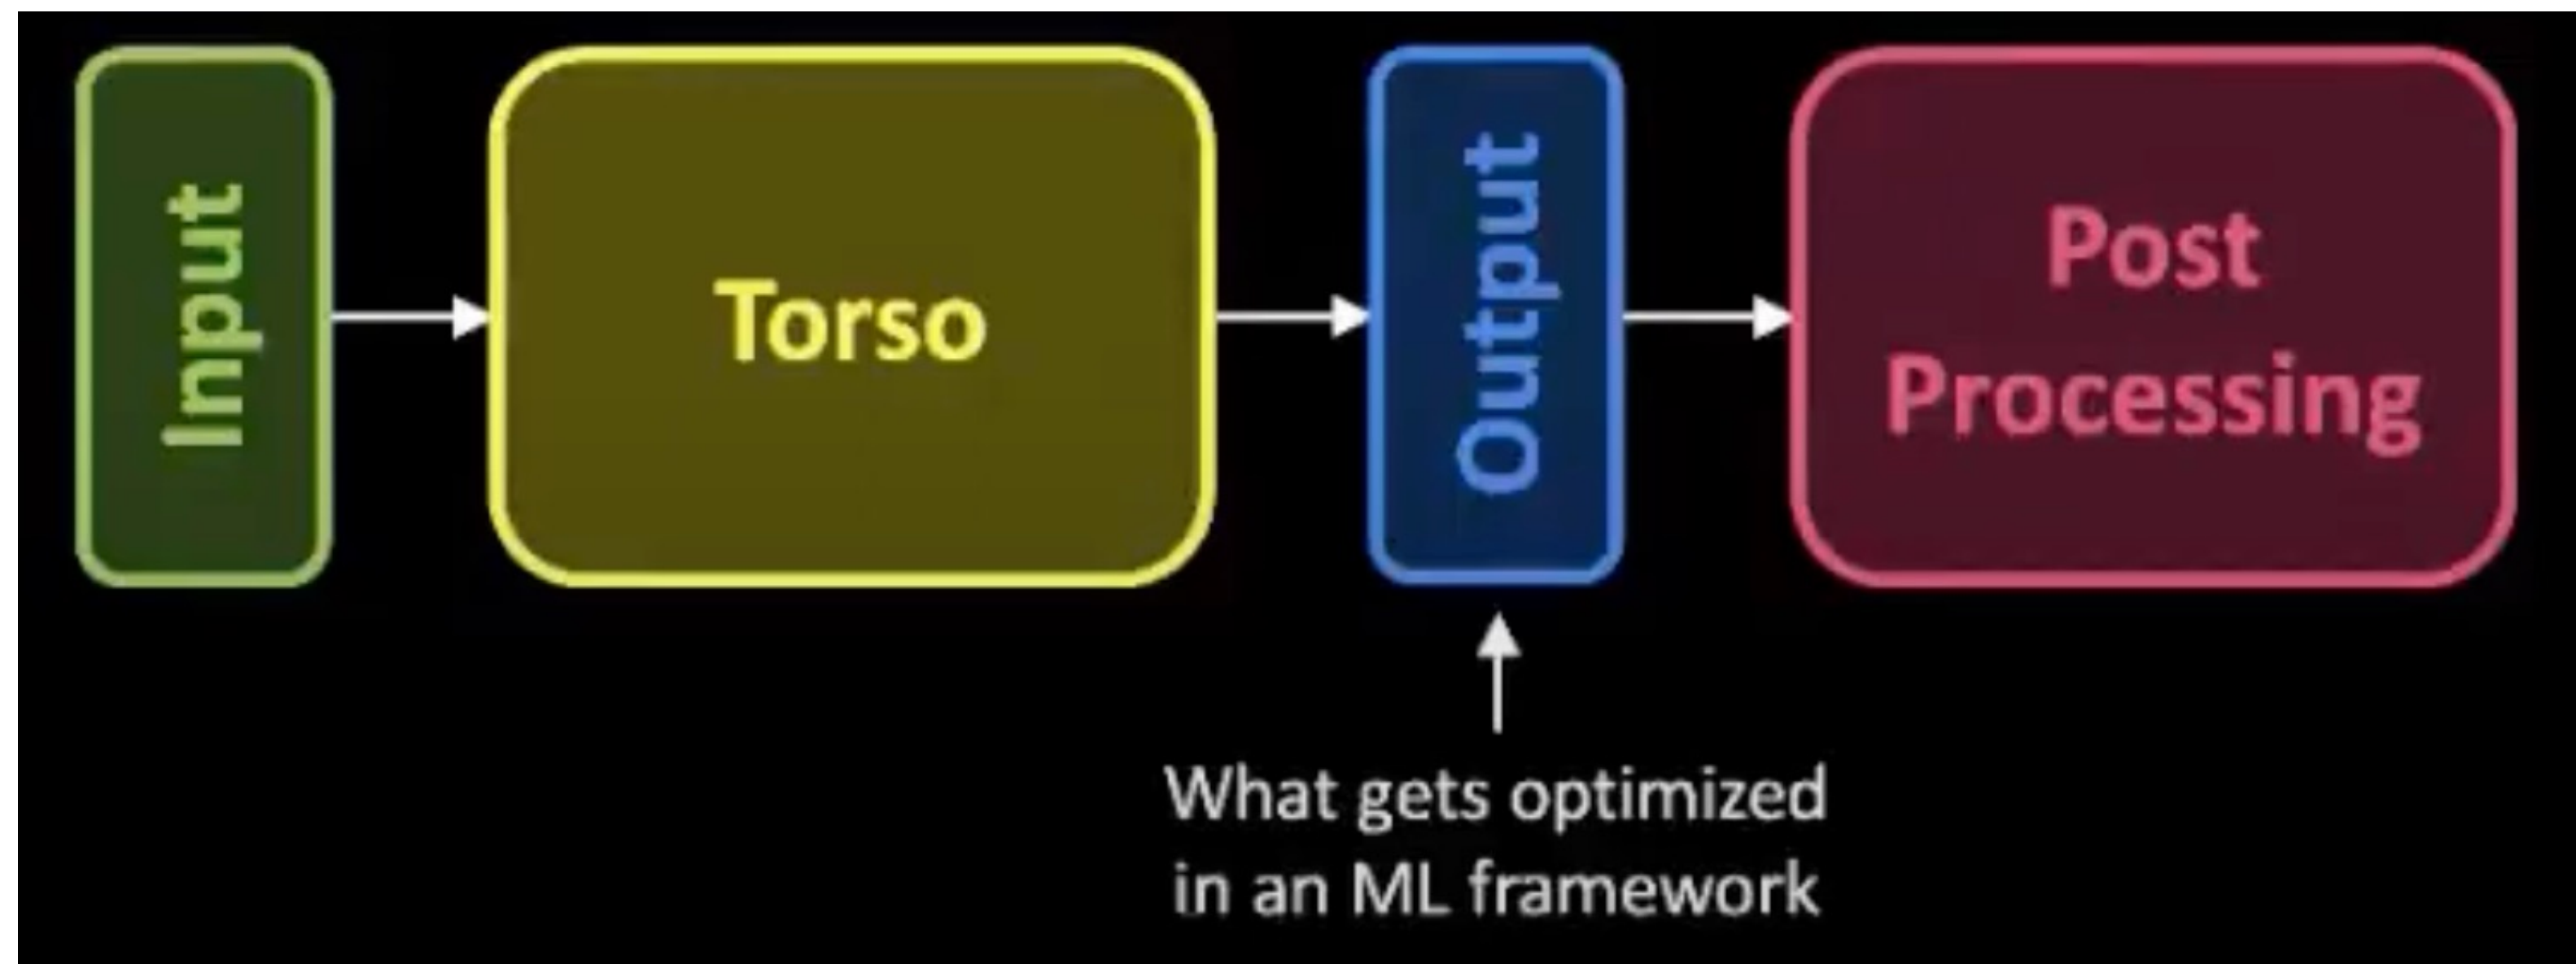 Input
Torso
Output
Post
Processing
What gets optimized
in an ML framework